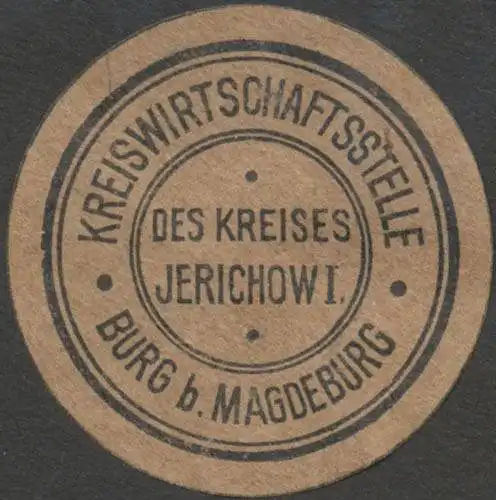 KREISWIRTSCHAFTSSTELLE
DES KREISES
JERICHOW I.
BURG b. MAGDEBURG